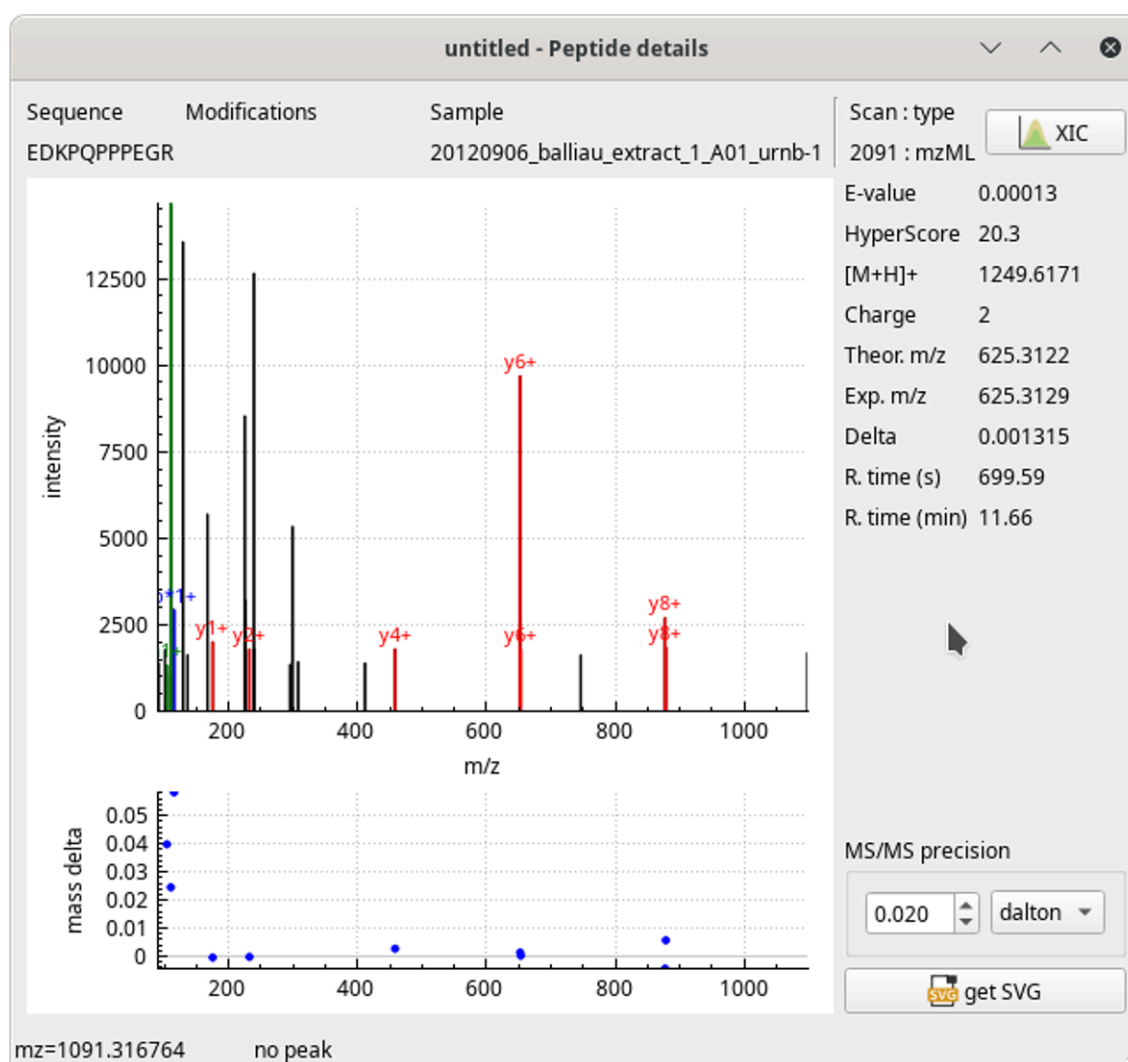 untitled - Peptide details
Sequence Modifications Sample Scan : type
XIC
EDKPQPPPEGR 20120906_balliau_extract_1_A01_urnb-1 2091 : mzML
E-value 0.00013
HyperScore 20.3
[M+H]+ 1249.6171
Charge 2
Theor. m/z 625.3122
Exp. m/z 625.3129
Delta 0.001315
R. time (s) 699.59
R. time (min) 11.66
intensity
12500
10000
7500
5000
2500
0
y6+
y8+
y1+ y2+ y4+ y6+ y8+
200 400 600 800 1000
m/z
mass delta
0.05
0.04
0.03
0.02
0.01
0
200 400 600 800 1000
MS/MS precision
0.020 dalton
SVG get SVG
mz=1091.316764 no peak